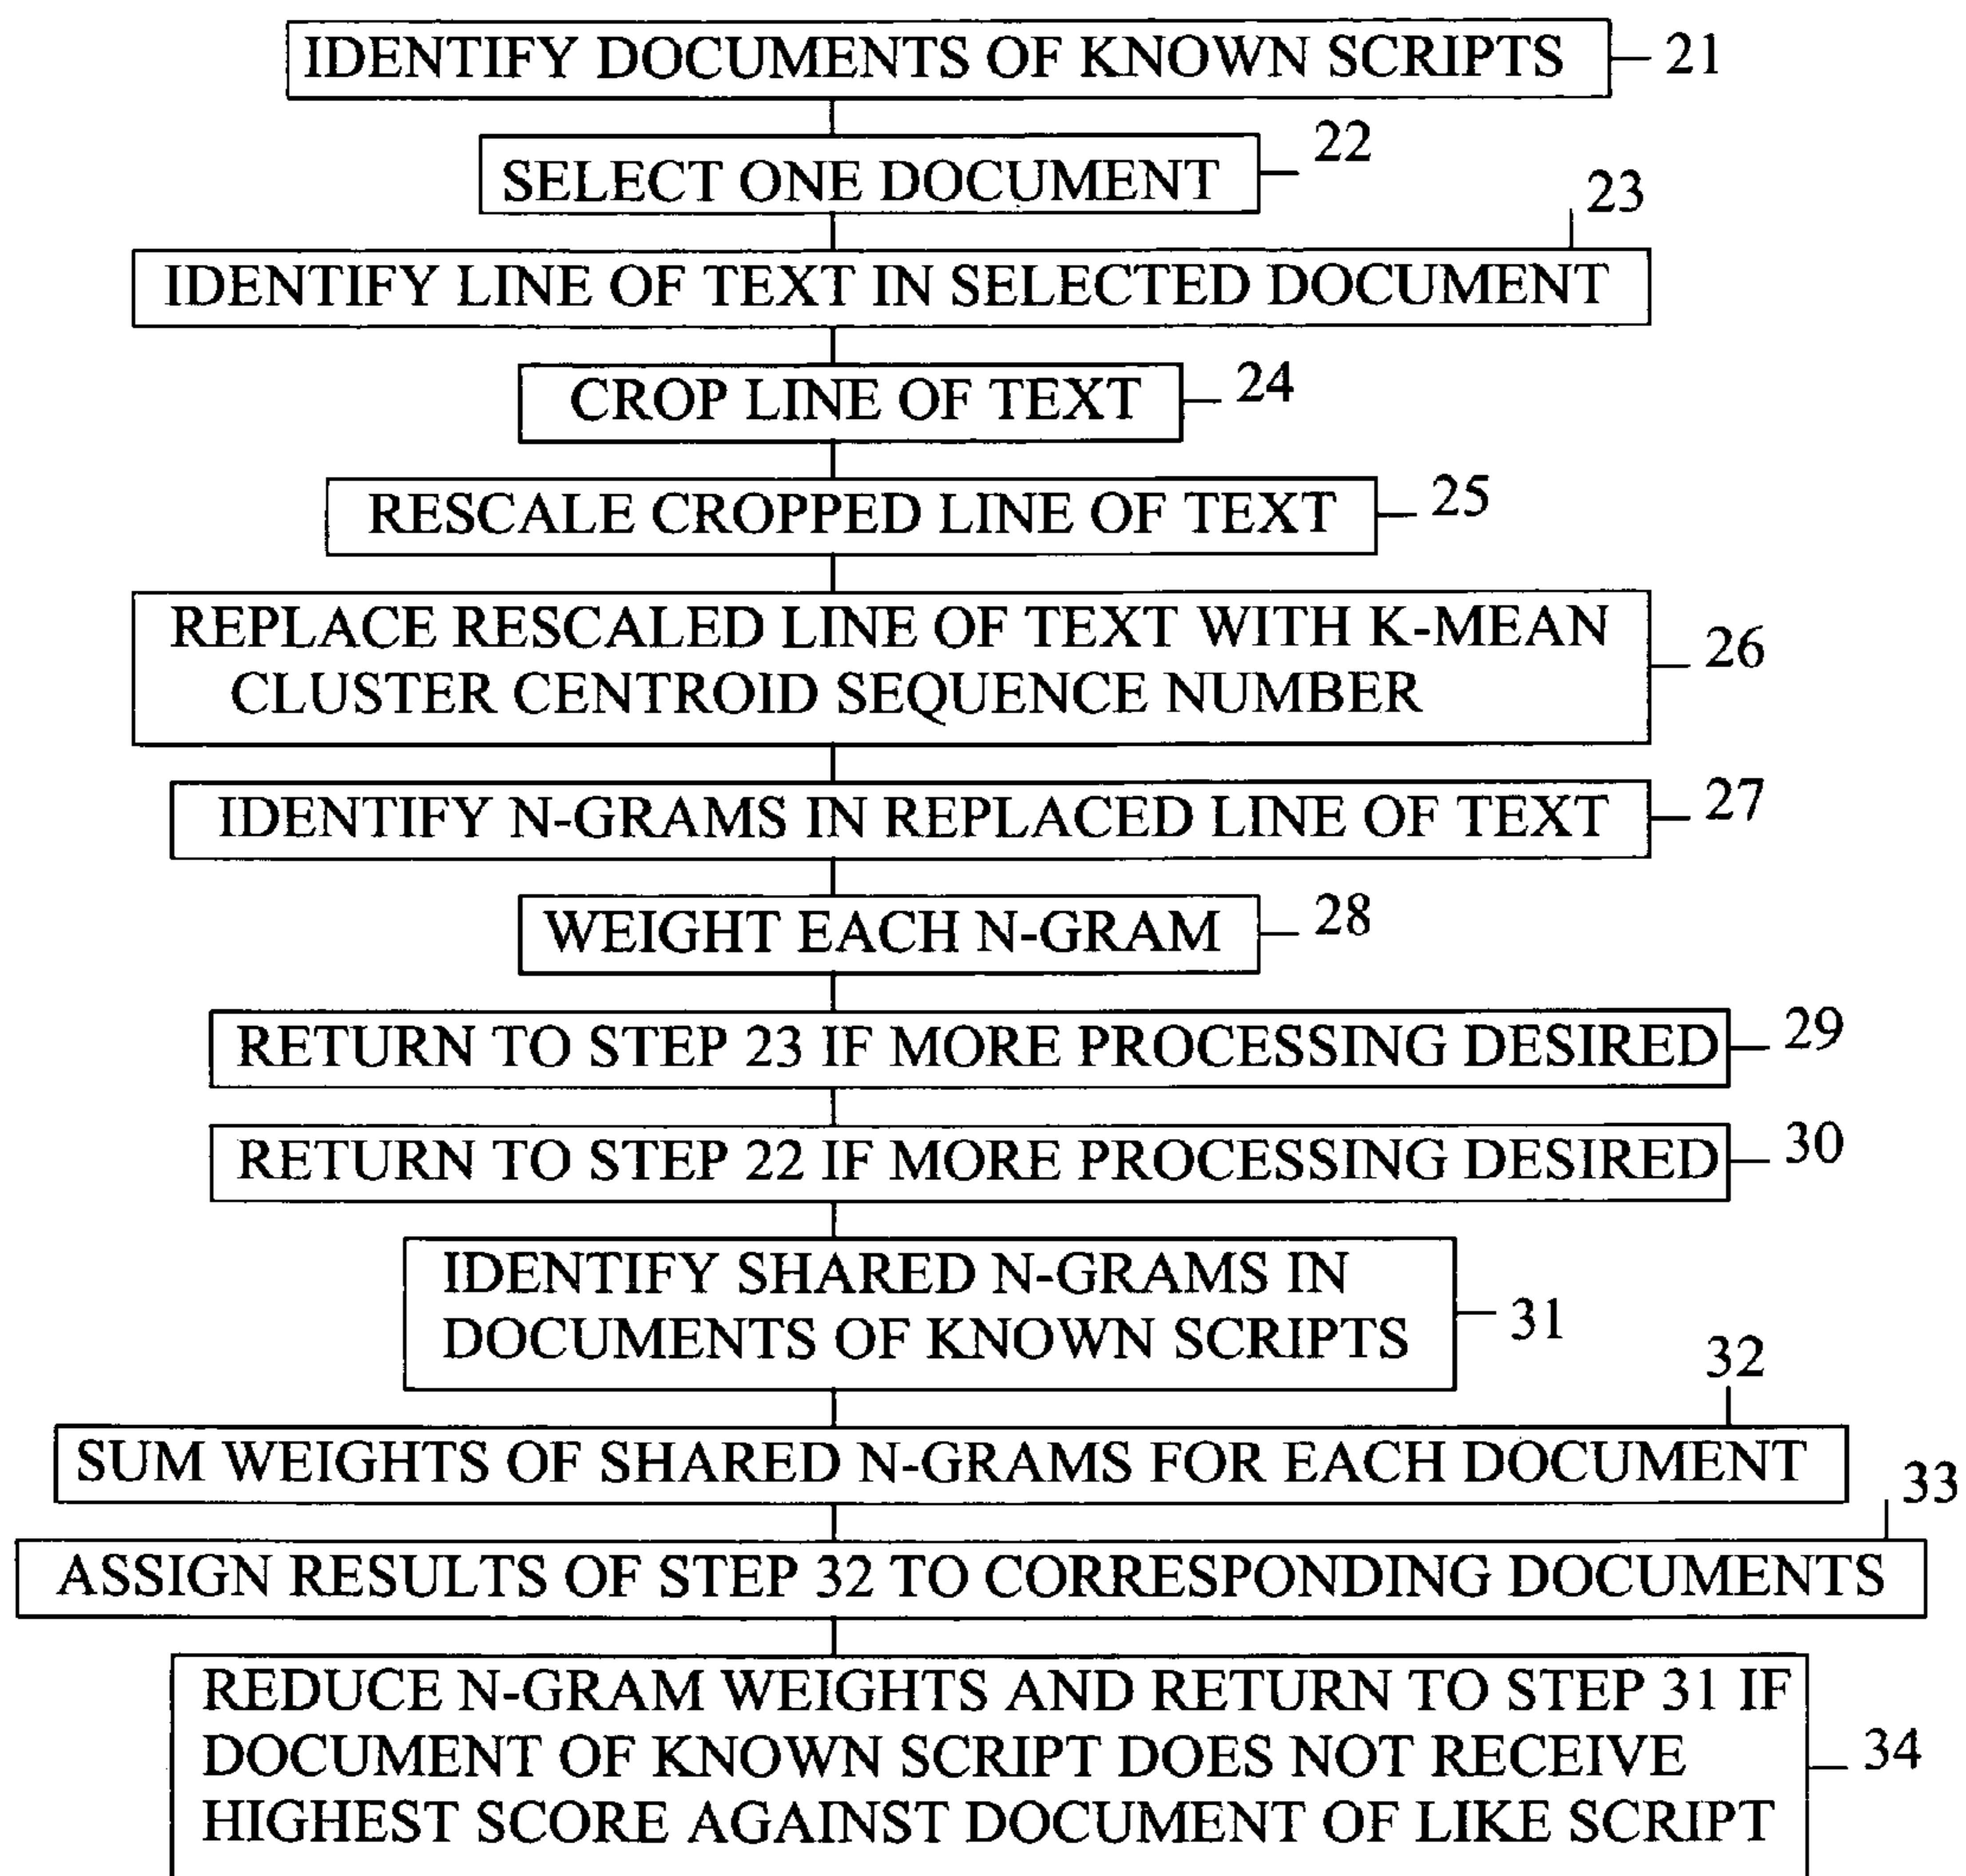 IDENTIFY DOCUMENTS OF KNOWN SCRIPTS 21
SELECT ONE DOCUMENT 22
23
IDENTIFY LINE OF TEXT IN SELECTED DOCUMENT
CROP LINE OF TEXT 24
RESCALE CROPPED LINE OF TEXT 25
REPLACE RESCALED LINE OF TEXT WITH K-MEAN
CLUSTER CENTROID SEQUENCE NUMBER 26
IDENTIFY N-GRAMS IN REPLACED LINE OF TEXT 27
WEIGHT EACH N-GRAM 28
RETURN TO STEP 23 IF MORE PROCESSING DESIRED 29
RETURN TO STEP 22 IF MORE PROCESSING DESIRED 30
IDENTIFY SHARED N-GRAMS IN
DOCUMENTS OF KNOWN SCRIPTS 31
32
SUM WEIGHTS OF SHARED N-GRAMS FOR EACH DOCUMENT
33
ASSIGN RESULTS OF STEP 32 TO CORRESPONDING DOCUMENTS
REDUCE N-GRAM WEIGHTS AND RETURN TO STEP 31 IF
DOCUMENT OF KNOWN SCRIPT DOES NOT RECEIVE 34
HIGHEST SCORE AGAINST DOCUMENT OF LIKE SCRIPT